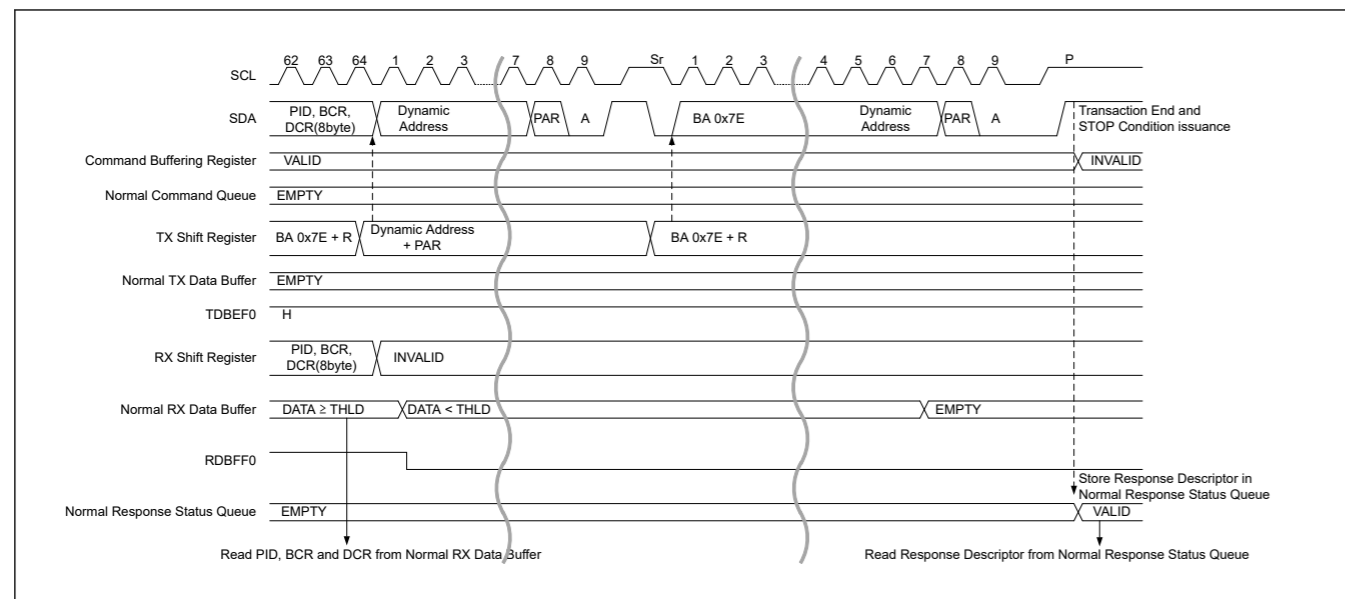 62 63 64 1 2 3 7 8 9 Sr 1 2 3 4 5 6 7 8 9 P
SCL
SDA PID, BCR, DCR(8byte) Dynamic Address PAR A BA 0x7E Dynamic Address PAR A Transaction End and STOP Condition issuance
Command Buffering Register VALID INVALID
Normal Command Queue EMPTY
TX Shift Register BA 0x7E + R Dynamic Address + PAR BA 0x7E + R
Normal TX Data Buffer EMPTY
TDBEF0 H
RX Shift Register PID, BCR, DCR(8byte) INVALID
Normal RX Data Buffer DATA ≥ THLD DATA < THLD EMPTY
RDBFF0
Store Response Descriptor in Normal Response Status Queue
Normal Response Status Queue EMPTY VALID
Read PID, BCR and DCR from Normal RX Data Buffer Read Response Descriptor from Normal Response Status Queue